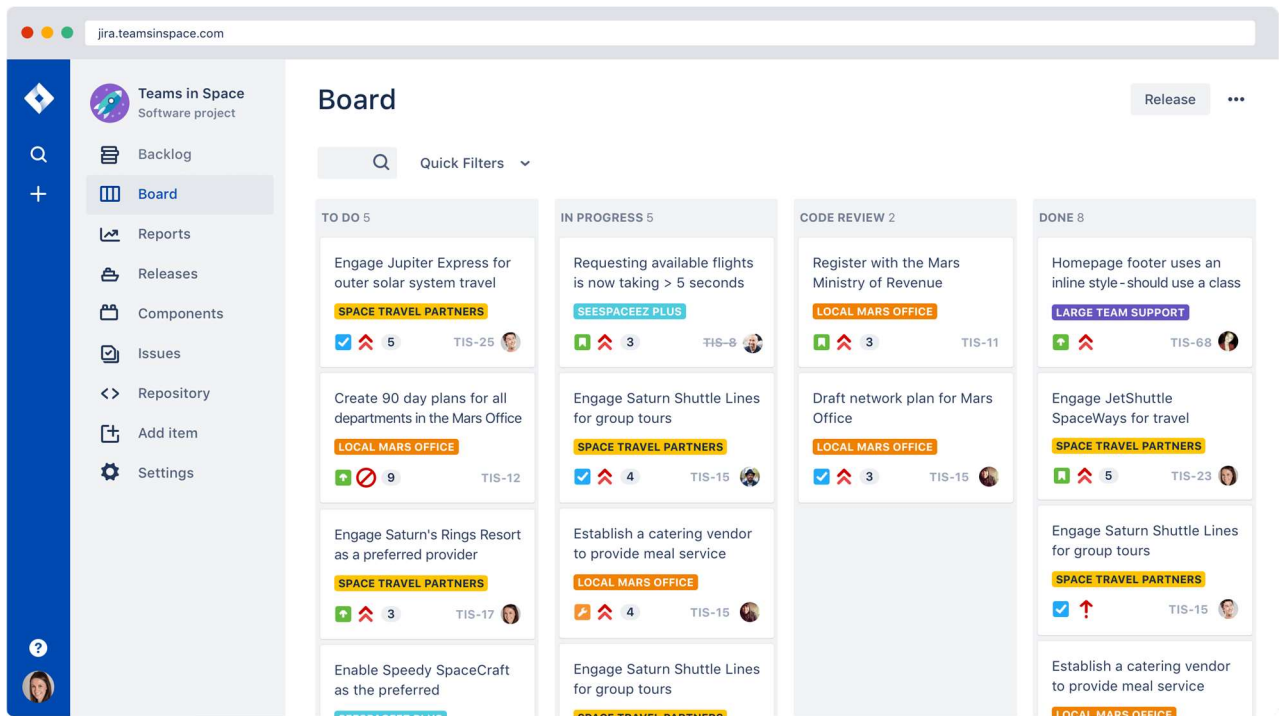 jira.teamsinspace.com
Teams in Space
Software project
Backlog
Board
Reports
Releases
Components
Issues
Repository
Add item
Settings
?
Board
Release
Quick Filters
TO DO 5
Engage Jupiter Express for
outer solar system travel
SPACE TRAVEL PARTNERS
5 TIS-25
Create 90 day plans for all
departments in the Mars Office
LOCAL MARS OFFICE
9 TIS-12
Engage Saturn's Rings Resort
as a preferred provider
SPACE TRAVEL PARTNERS
3 TIS-17
Enable Speedy SpaceCraft
as the preferred
SEESPACEEZ PLUS
IN PROGRESS 5
Requesting available flights
is now taking > 5 seconds
SEESPACEEZ PLUS
3 TIS-8
Engage Saturn Shuttle Lines
for group tours
SPACE TRAVEL PARTNERS
4 TIS-15
Establish a catering vendor
to provide meal service
LOCAL MARS OFFICE
4 TIS-15
Engage Saturn Shuttle Lines
for group tours
SPACE TRAVEL PARTNERS
CODE REVIEW 2
Register with the Mars
Ministry of Revenue
LOCAL MARS OFFICE
3 TIS-11
Draft network plan for Mars
Office
LOCAL MARS OFFICE
3 TIS-15
DONE 8
Homepage footer uses an
inline style-should use a class
LARGE TEAM SUPPORT
TIS-68
Engage JetShuttle
SpaceWays for travel
SPACE TRAVEL PARTNERS
5 TIS-23
Engage Saturn Shuttle Lines
for group tours
SPACE TRAVEL PARTNERS
TIS-15
Establish a catering vendor
to provide meal service
LOCAL MARS OFFICE